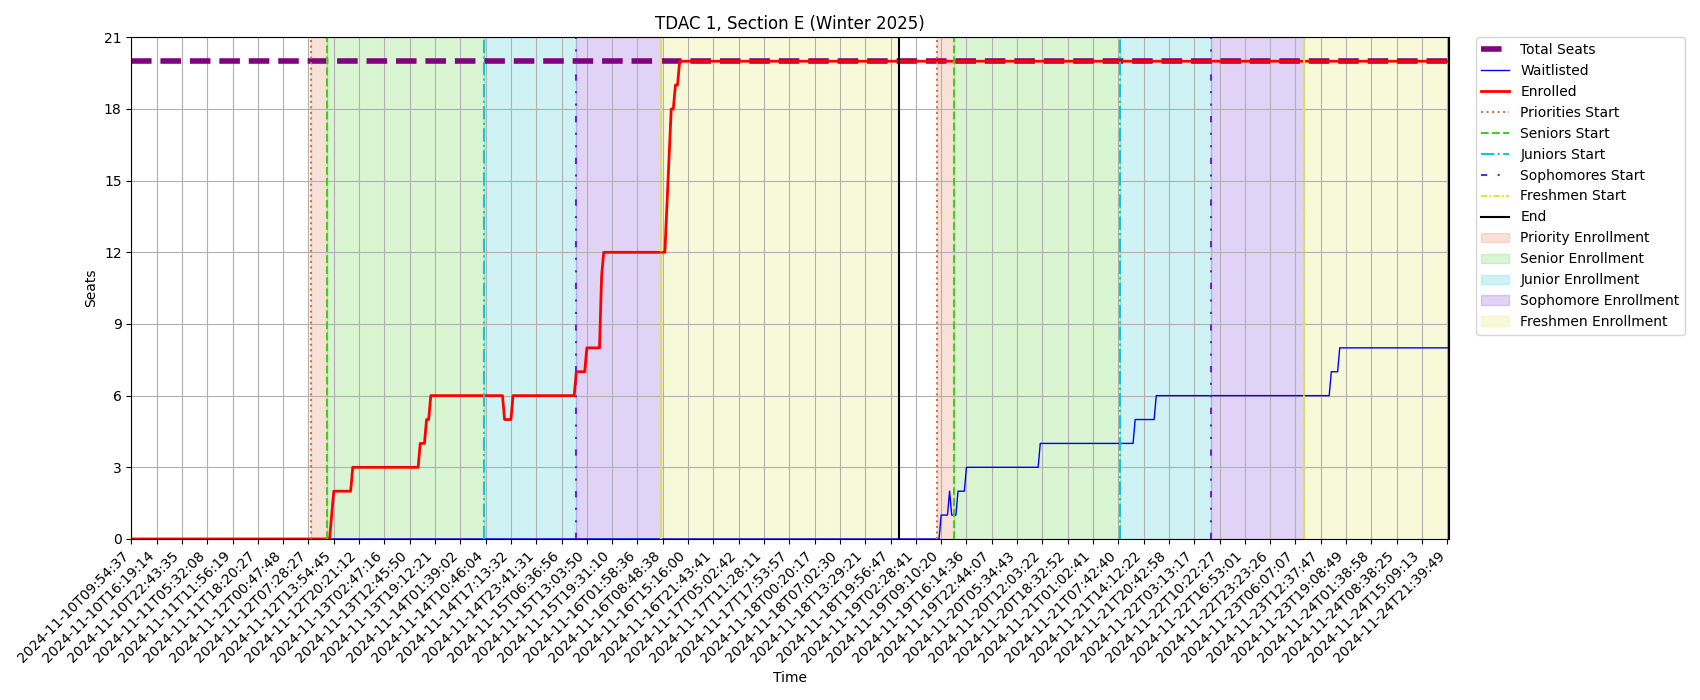 TDAC 1, Section E (Winter 2025)
21
18
15
12
9
6
3
0
Seats
2024-11-10T09:54:37
2024-11-10T16:19:14
2024-11-10T22:43:35
2024-11-11T05:32:08
2024-11-11T11:56:19
2024-11-11T18:20:27
2024-11-12T00:47:48
2024-11-12T07:28:27
2024-11-12T13:54:45
2024-11-12T20:21:12
2024-11-13T02:47:16
2024-11-13T12:45:50
2024-11-13T19:12:21
2024-11-14T01:39:02
2024-11-14T10:46:04
2024-11-14T17:13:32
2024-11-14T23:41:31
2024-11-15T06:36:56
2024-11-15T13:03:50
2024-11-15T19:31:10
2024-11-16T01:58:36
2024-11-16T08:48:38
2024-11-16T15:16:00
2024-11-16T21:43:41
2024-11-17T05:02:42
2024-11-17T11:28:11
2024-11-17T17:53:57
2024-11-18T00:20:17
2024-11-18T07:02:30
2024-11-18T13:29:21
2024-11-18T19:56:47
2024-11-19T02:28:41
2024-11-19T09:10:20
2024-11-19T16:14:36
2024-11-19T22:44:07
2024-11-20T05:34:43
2024-11-20T12:03:22
2024-11-20T18:32:52
2024-11-21T01:02:41
2024-11-21T07:42:40
2024-11-21T14:12:22
2024-11-21T20:42:58
2024-11-22T03:13:17
2024-11-22T10:22:27
2024-11-22T16:53:01
2024-11-22T23:23:26
2024-11-23T06:07:07
2024-11-23T12:37:47
2024-11-23T19:08:49
2024-11-24T01:38:58
2024-11-24T08:38:25
2024-11-24T15:09:13
2024-11-24T21:39:49
Time
Total Seats
Waitlisted
Enrolled
Priorities Start
Seniors Start
Juniors Start
Sophomores Start
Freshmen Start
End
Priority Enrollment
Senior Enrollment
Junior Enrollment
Sophomore Enrollment
Freshmen Enrollment